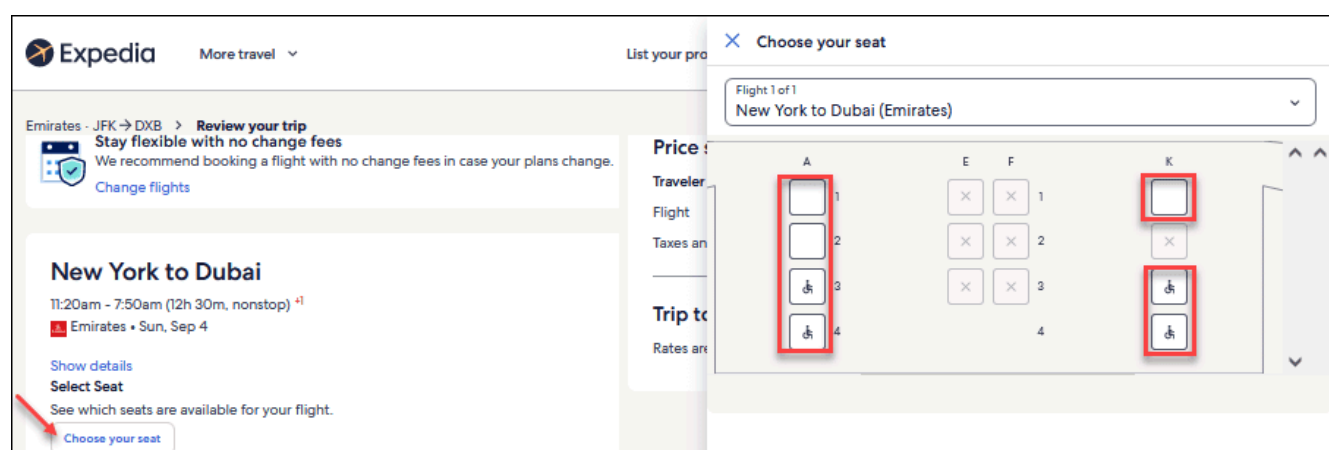 Expedia
More travel
List your pro
Emirates - JFK → DXB > Review your trip
Stay flexible with no change fees
We recommend booking a flight with no change fees in case your plans change.
Change flights
New York to Dubai
11:20am - 7:50am (12h 30m, nonstop) +1
Emirates • Sun, Sep 4
Show details
Select Seat
See which seats are available for your flight.
Choose your seat
Price s
Traveler
Flight
Taxes an
Trip to
Rates are
Choose your seat
Flight 1 of 1
New York to Dubai (Emirates)
A E F K
1 1
2 2
3 3
4 4